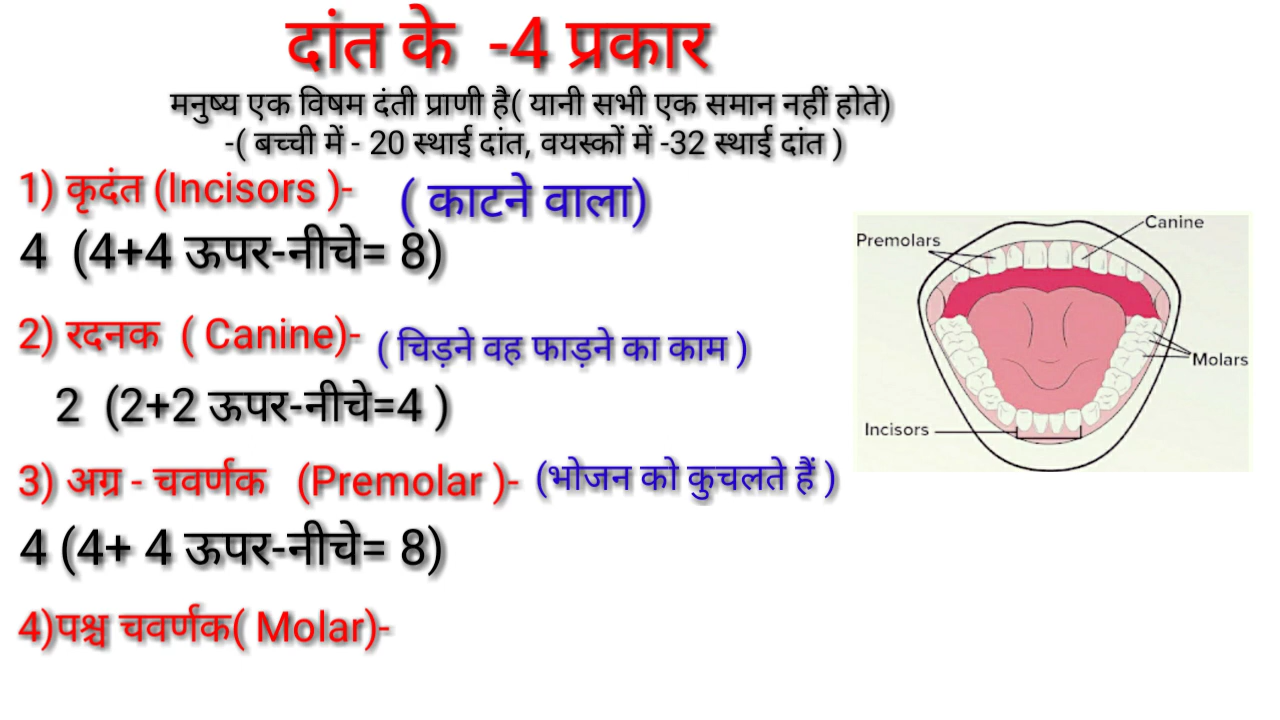 दांत के -4 प्रकार
मनुष्य एक विषम दंती प्राणी है( यानी सभी एक समान नहीं होते)
-( बच्ची में - 20 स्थाई दांत, वयस्कों में -32 स्थाई दांत )
1) कृदंत (Incisors )- ( काटने वाला)
4 (4+4 ऊपर-नीचे= 8)
2) रदनक ( Canine)- ( चिड़ने वह फाड़ने का काम )
2 (2+2 ऊपर-नीचे=4 )
3) अग्र - चवर्णक (Premolar )- (भोजन को कुचलते हैं )
4 (4+ 4 ऊपर-नीचे= 8)
4)पश्च चवर्णक( Molar)-
Canine
Premolars
Molars
Incisors